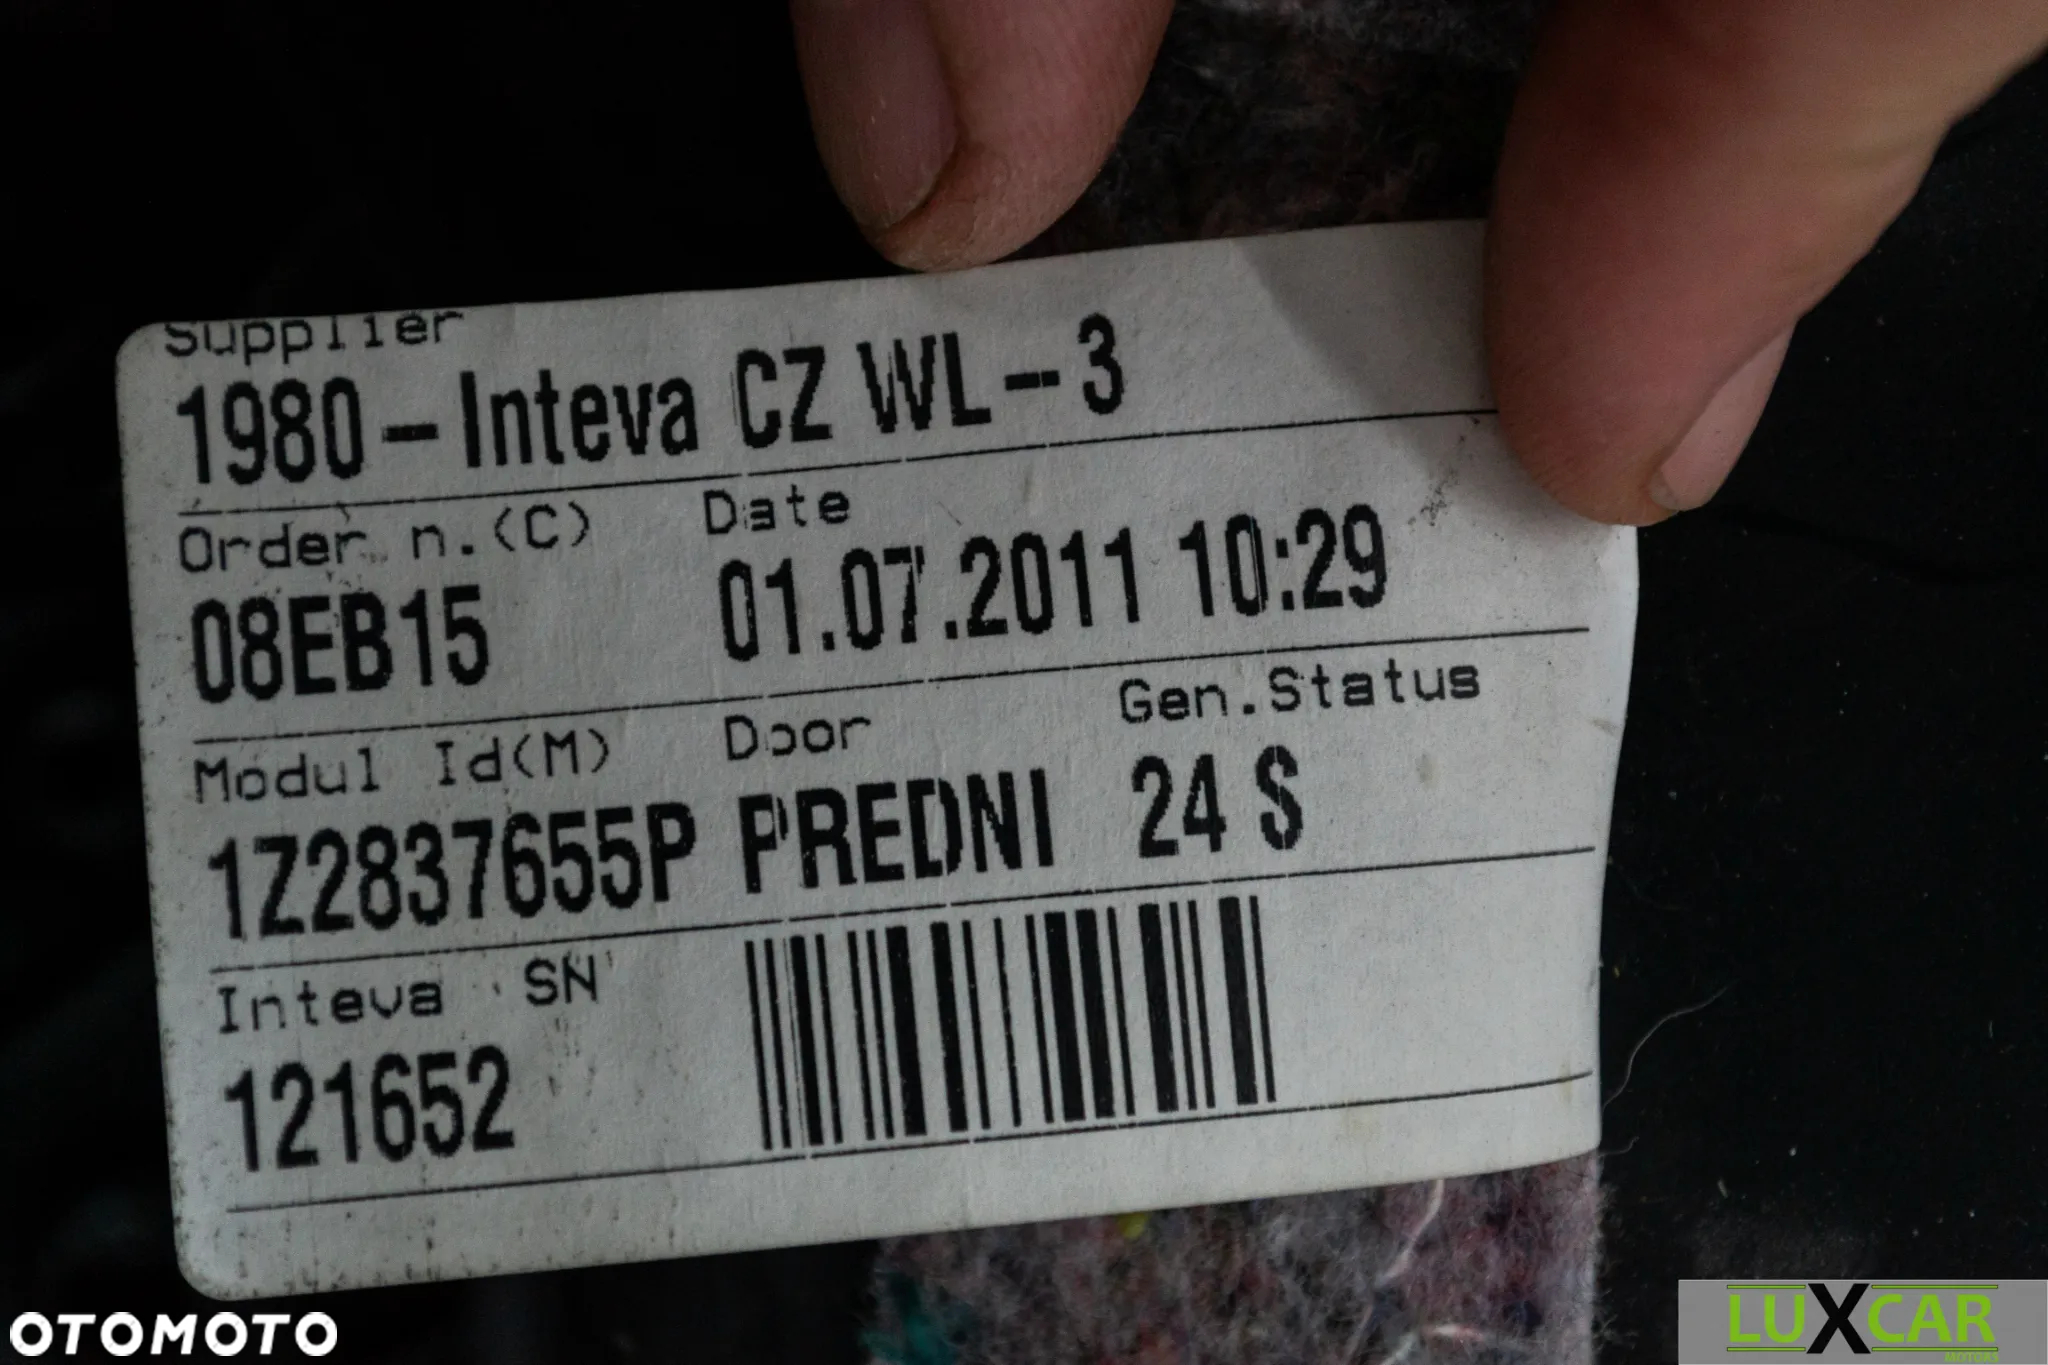 Supplier
1980-Inteva CZ WL-3
Order n.(C) Date
08EB15 01.07.2011 10:29
Modul Id(M) Door Gen.Status
1Z2837655P PREDNI 24 S
Inteva SN
121652
OTOMOTO
LUXCAR
MOTORS